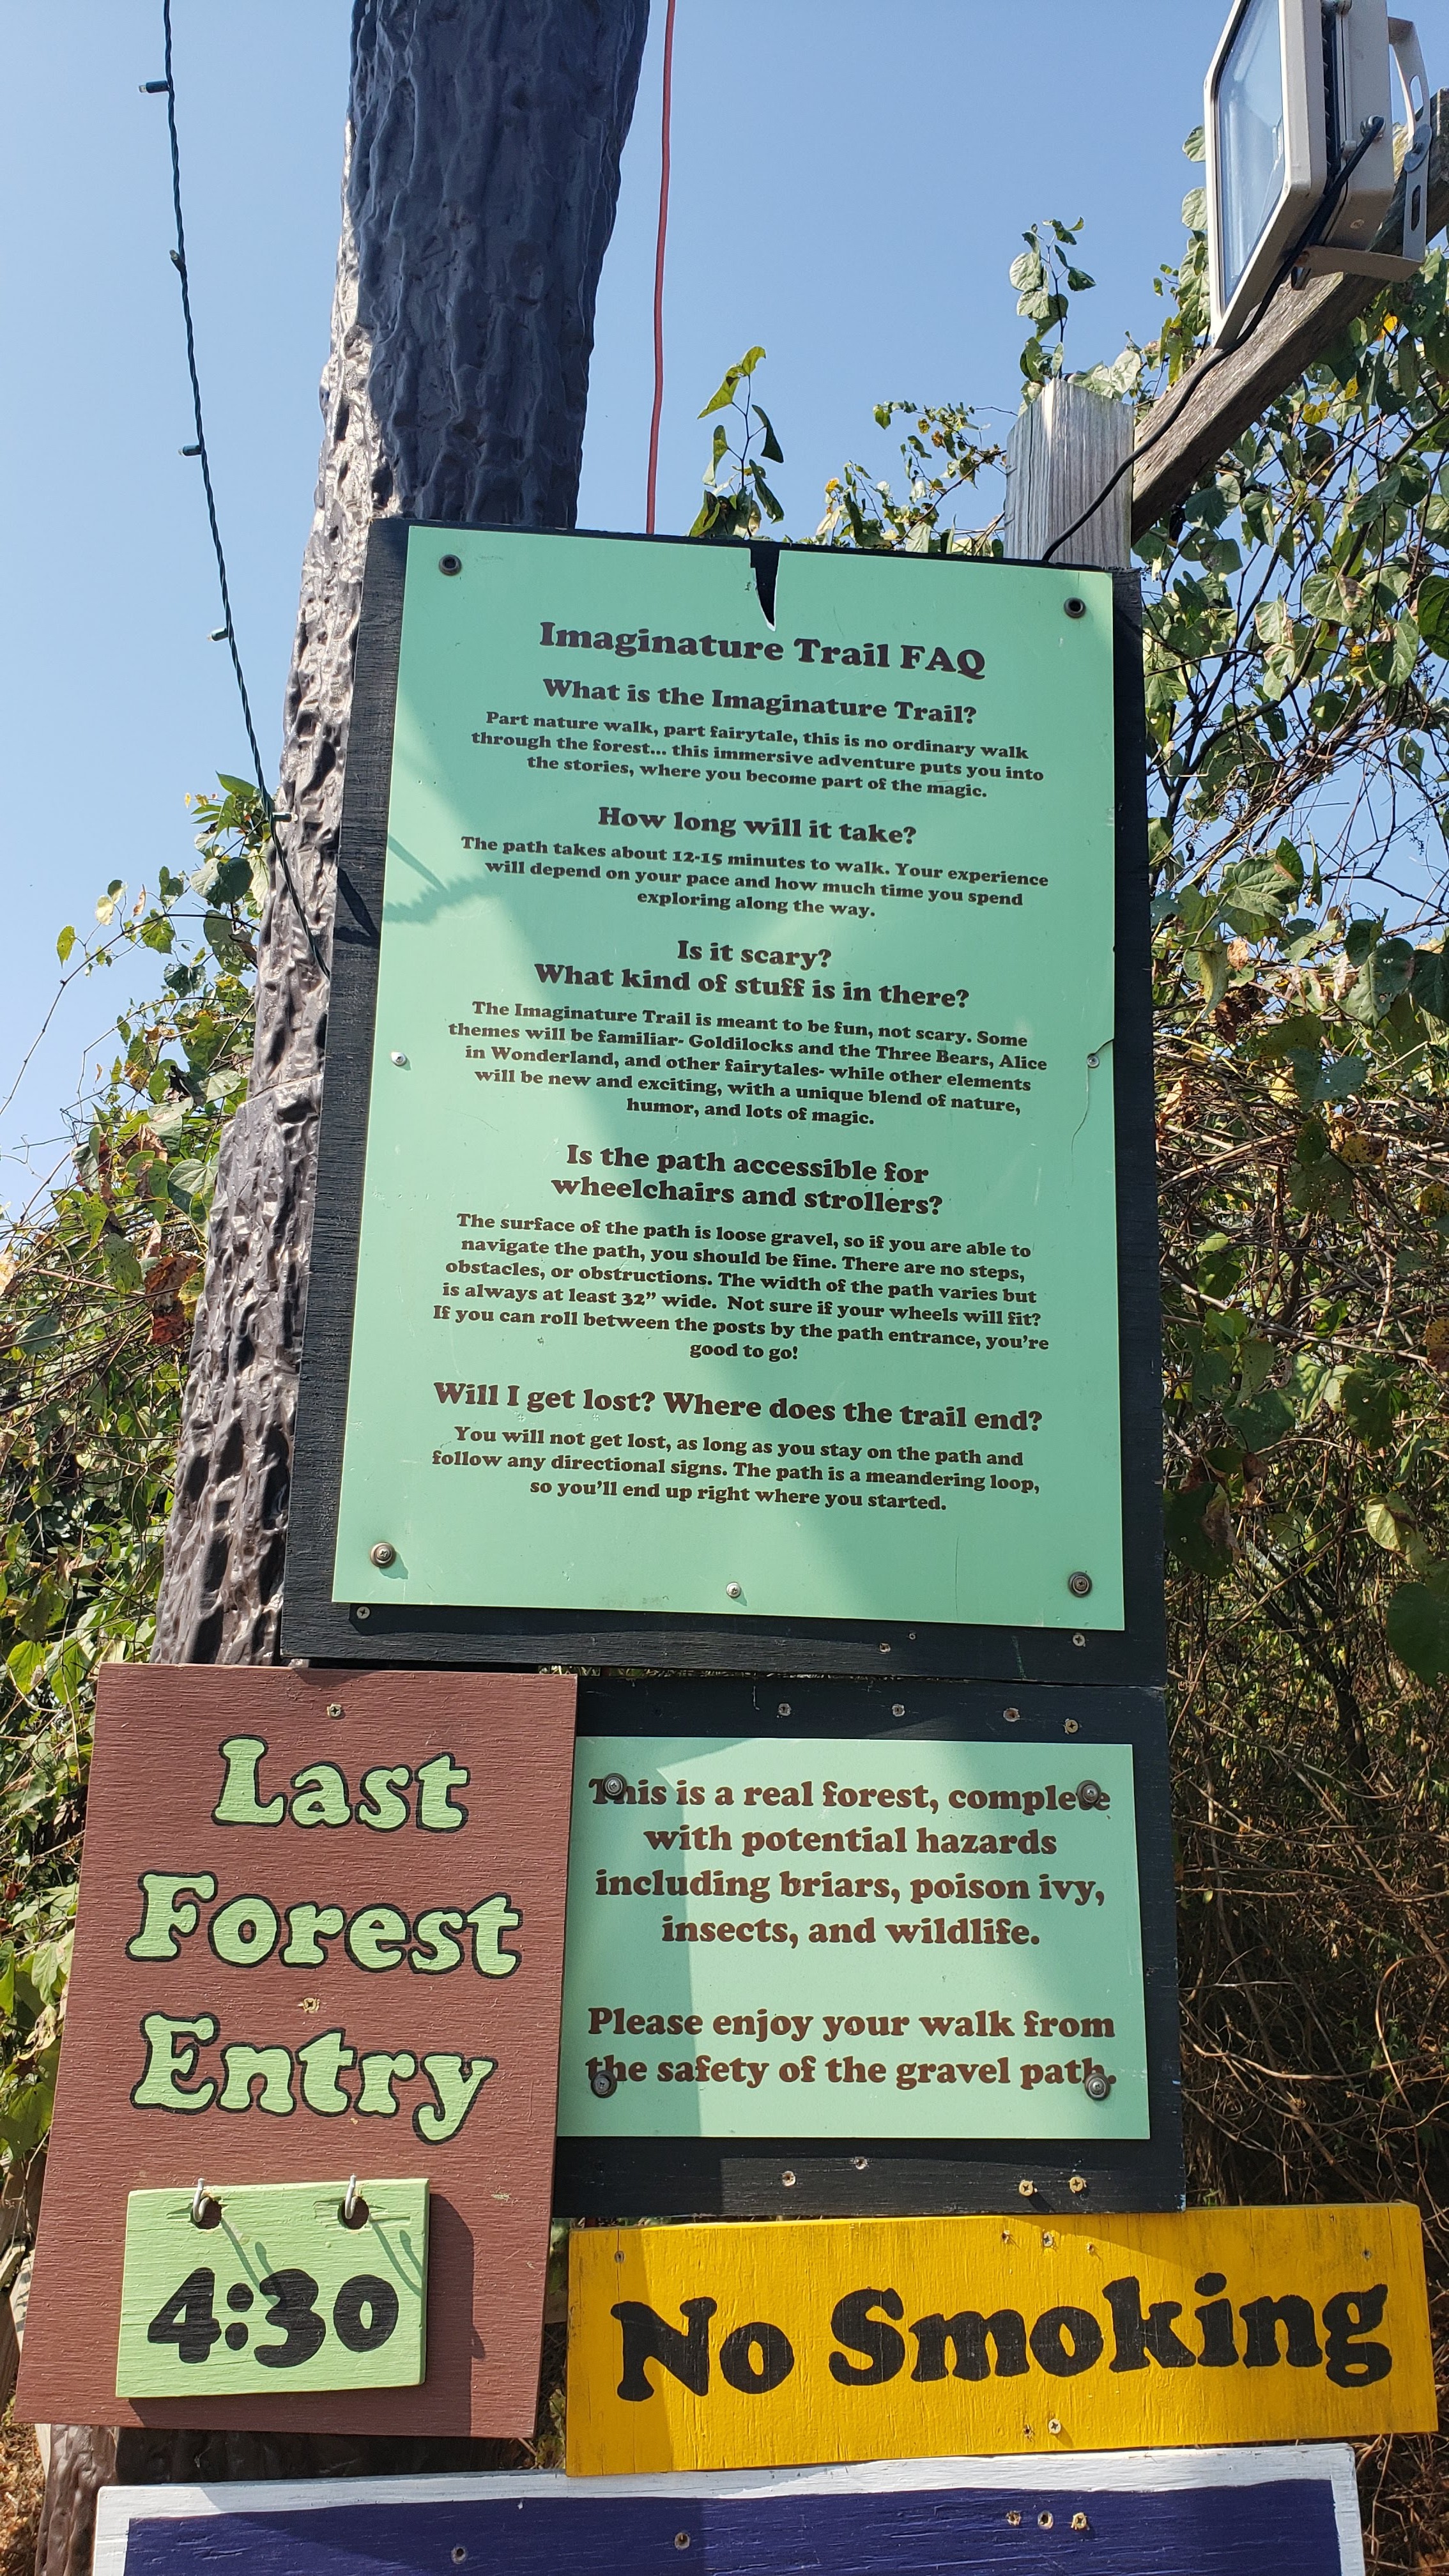 Imaginature Trail FAQ
What is the Imaginature Trail?
Part nature walk, part fairytale, this is no ordinary walk
through the forest... this immersive adventure puts you into
the stories, where you become part of the magic.
How long will it take?
The path takes about 12-15 minutes to walk. Your experience
will depend on your pace and how much time you spend
exploring along the way.
Is it scary?
What kind of stuff is in there?
The Imaginature Trail is meant to be fun, not scary. Some
themes will be familiar- Goldilocks and the Three Bears, Alice
in Wonderland, and other fairytales- while other elements
will be new and exciting, with a unique blend of nature,
humor, and lots of magic.
Is the path accessible for
wheelchairs and strollers?
The surface of the path is loose gravel, so if you are able to
navigate the path, you should be fine. There are no steps,
obstacles, or obstructions. The width of the path varies but
is always at least 32” wide. Not sure if your wheels will fit?
If you can roll between the posts by the path entrance, you're
good to go!
Will I get lost? Where does the trail end?
You will not get lost, as long as you stay on the path and
follow any directional signs. The path is a meandering loop,
so you'll end up right where you started.
Last
Forest
Entry
4:30
This is a real forest, complete
with potential hazards
including briars, poison ivy,
insects, and wildlife.
Please enjoy your walk from
the safety of the gravel path.
No Smoking